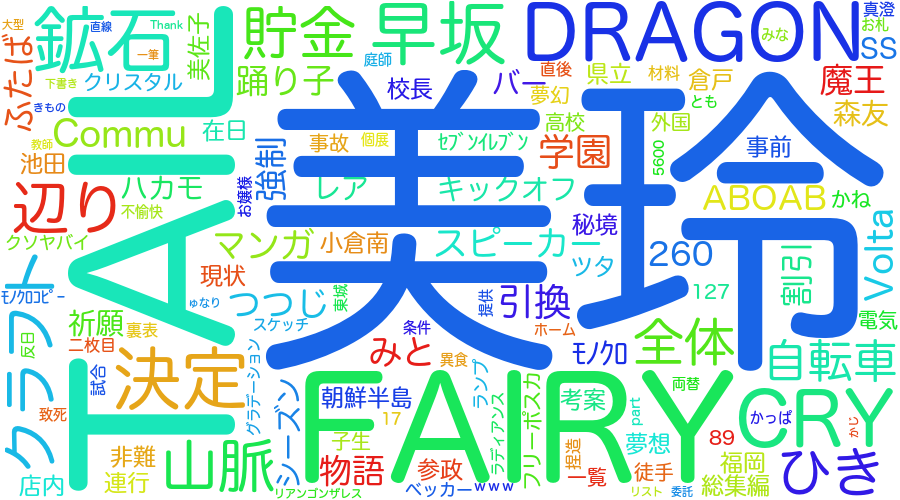 大型
直線
Thank
一筆
下書き
きもの
教師
ふたば
鉱石
美佐子
クリスタル
貯金
踊り子
庭師
校長
早坂
バー
直後
夢幻
DRAGON
県立
材料
倉戸
とも
みな
真澄
お札
SS
魔王
森友
Commu
在日
池田
辺り
ハカモ
不愉快
お嬢様
強制
事故
個展
レア
セブンイレブン
高校
キックオフ
学園
外国
5600
事前
ABOAB
かね
美玲
TAIL
クソヤバイ
マンガ
小倉南
スピーカー
秘境
ツタ
260
Volta
現状
モノクロコピー
ゅなり
つつじ
東城
スケッチ
提供
引換
127
割引
電気
クラフト
祈願
反日
裏表
二枚目
条件
みと
ホーム
モノクロ
全体
自転車
試合
決定
グラデーション
異食
ランプ
両替
致死
シーズン
朝鮮半島
17
FAIRY
ラディアンス
フリーポスカ
考案
part
CRY
かっぱ
かじ
店内
非難
連行
山脈
子生
物語
参政
捏造
一覧
夢想
89
徒手
福岡
総集編
ひき
リアンゴンザレス
ベッカー
www
リスト
委託